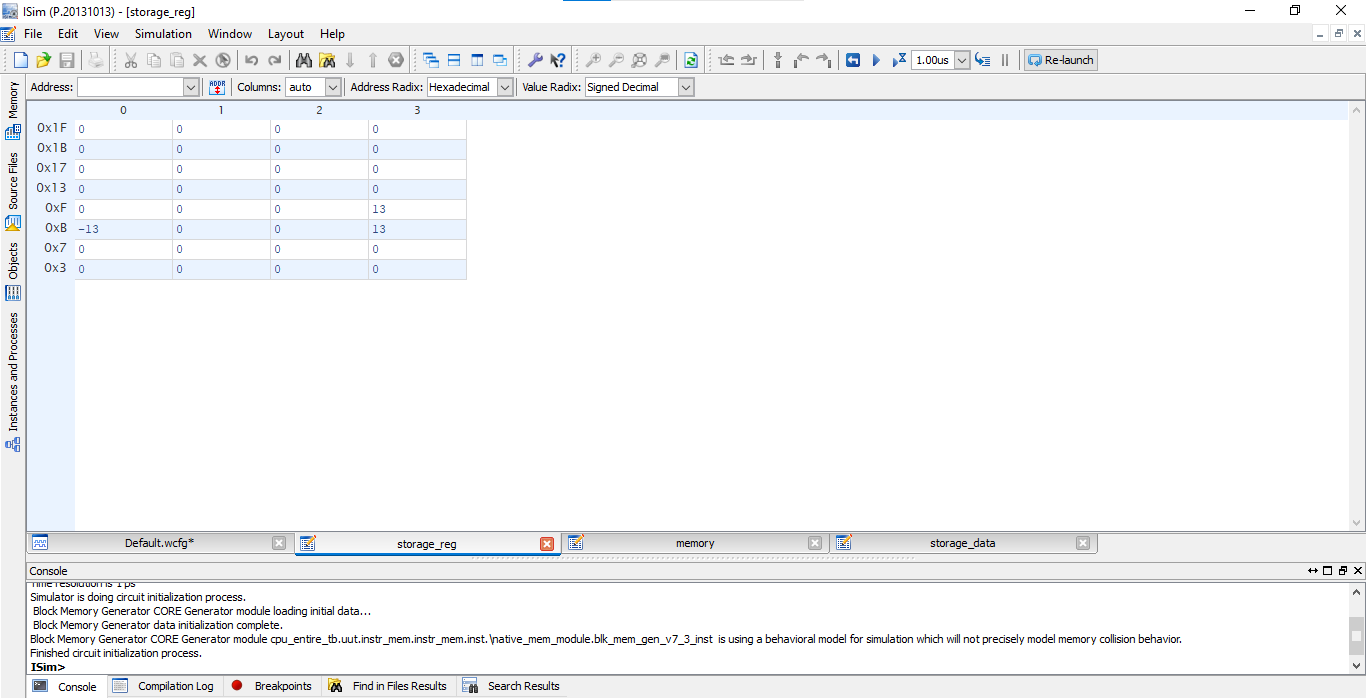 ISim (P.20131013) - [storage_reg]
File Edit View Simulation Window Layout Help
1.00us Re-launch
Address: ADDR Columns: auto Address Radix: Hexadecimal Value Radix: Signed Decimal
0 1 2 3
0x1F 0 0 0 0
0x1B 0 0 0 0
0x17 0 0 0 0
0x13 0 0 0 0
0xF 0 0 0 13
0xB -13 0 0 13
0x7 0 0 0 0
0x3 0 0 0 0
Memory
Source Files
Objects
Instances and Processes
Default.wcfg* storage_reg memory storage_data
Console
Time resolution is 1 ps
Simulator is doing circuit initialization process.
Block Memory Generator CORE Generator module loading initial data...
Block Memory Generator data initialization complete.
Block Memory Generator CORE Generator module cpu_entire_tb.uut.instr_mem.instr_mem.inst.\native_mem_module.blk_mem_gen_v7_3_inst is using a behavioral model for simulation which will not precisely model memory collision behavior.
Finished circuit initialization process.
ISim>
Console Compilation Log Breakpoints Find in Files Results Search Results